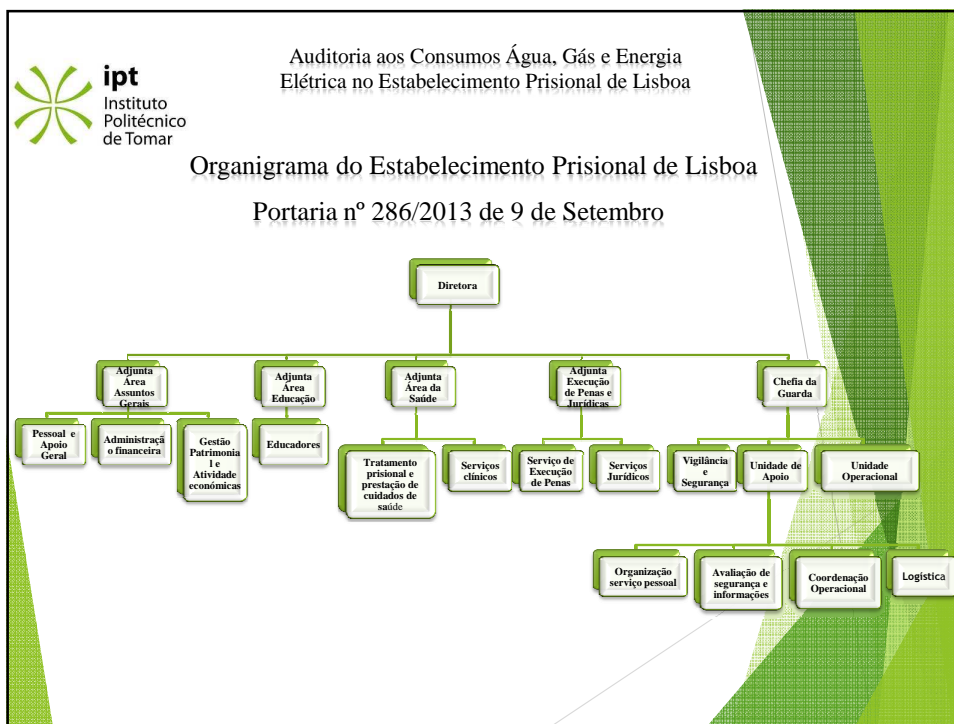 ipt
Instituto
Politécnico
de Tomar
Auditoria aos Consumos Água, Gás e Energia
Elétrica no Estabelecimento Prisional de Lisboa
Organigrama do Estabelecimento Prisional de Lisboa
Portaria nº 286/2013 de 9 de Setembro
Diretora
Adjunta
Área
Assuntos
Gerais
Adjunta
Área
Educação
Adjunta
Área da
Saúde
Adjunta
Execução
de Penas e
Jurídicas
Chefia da
Guarda
Pessoal e
Apoio
Geral
Administraçã
o financeira
Gestão
Patrimonia
l e
Atividade
económicas
Educadores
Tratamento
prisional e
prestação de
cuidados de
saúde
Serviços
clínicos
Serviço de
Execução
de Penas
Serviços
Jurídicos
Vigilância
e
Segurança
Unidade de
Apoio
Unidade
Operacional
Organização
serviço pessoal
Avaliação de
segurança e
informações
Coordenação
Operacional
Logística